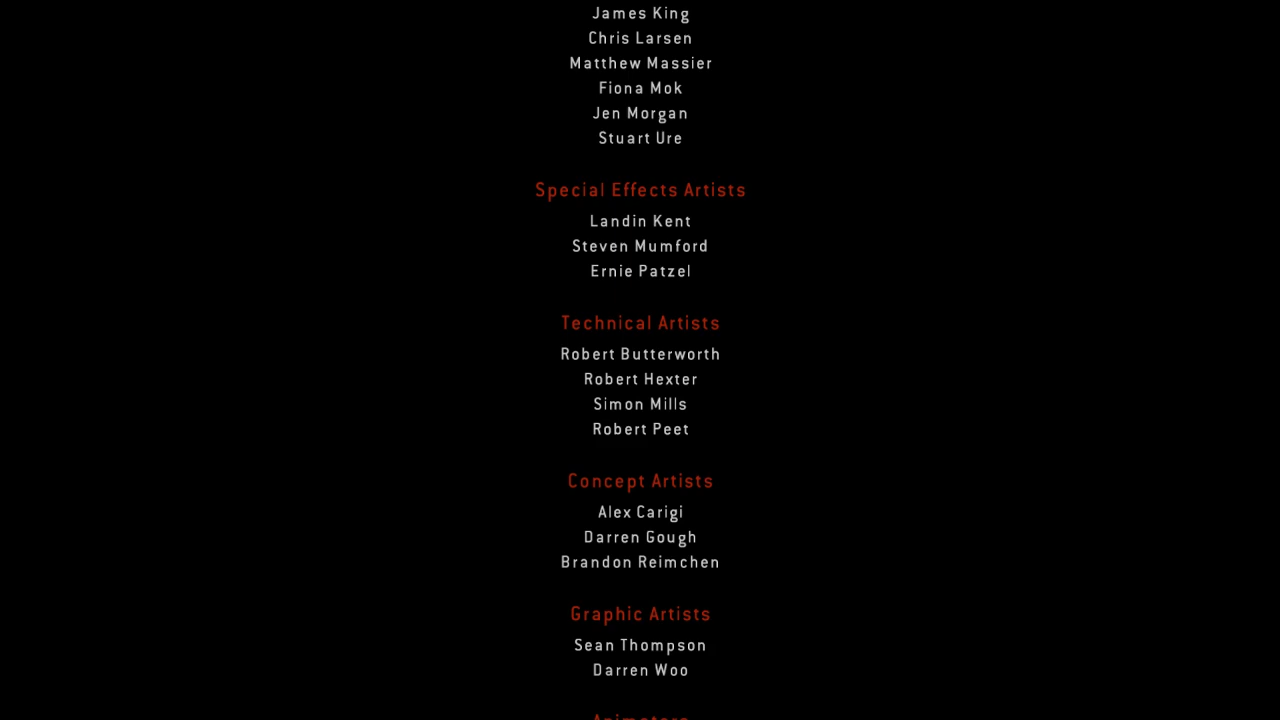 James King
Chris Larsen
Matthew Massier
Fiona Mok
Jen Morgan
Stuart Ure
Special Effects Artists
Landin Kent
Steven Mumford
Ernie Patzel
Technical Artists
Robert Butterworth
Robert Hexter
Simon Mills
Robert Peet
Concept Artists
Alex Carigi
Darren Gough
Brandon Reimchen
Graphic Artists
Sean Thompson
Darren Woo
Animators